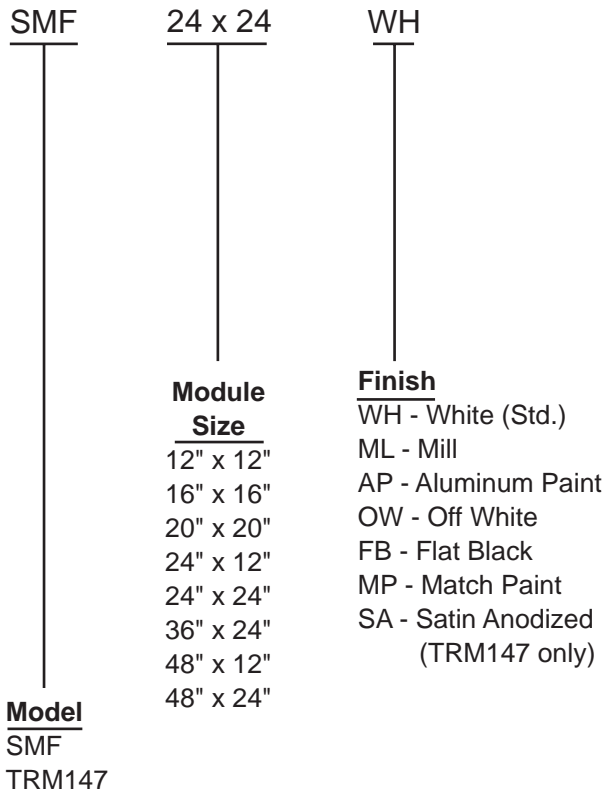 SMF 24 x 24 WH
Module
Size
12" x 12"
16" x 16"
20" x 20"
24" x 12"
24" x 24"
36" x 24"
48" x 12"
48" x 24"
Finish
WH - White (Std.)
ML - Mill
AP - Aluminum Paint
OW - Off White
FB - Flat Black
MP - Match Paint
SA - Satin Anodized
(TRM147 only)
Model
SMF
TRM147